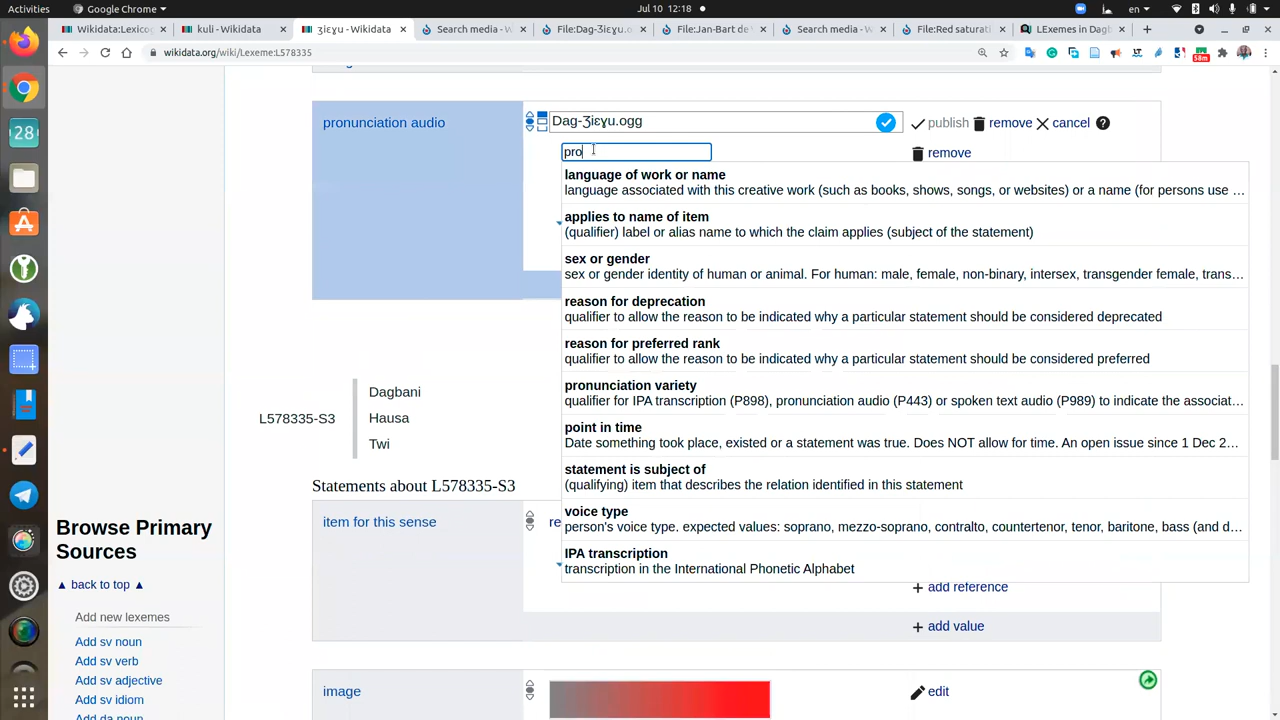 Activities
Google Chrome
Jul 10 12:18
en
Wikidata:Lexico
kuli - Wikidata
ʒiɛɣu - Wikidata
Search media - W
File:Dag-Ʒiɛɣu.o
File:Jan-Bart de
Search media - W
File:Red saturati
LExemes in Dagb
wikidata.org/wiki/Lexeme:L578335
58m
28
pronunciation audio
Dag-Ʒiɛɣu.ogg
publish remove cancel
pro
remove
language of work or name
language associated with this creative work (such as books, shows, songs, or websites) or a name (for persons use …
applies to name of item
(qualifier) label or alias name to which the claim applies (subject of the statement)
sex or gender
sex or gender identity of human or animal. For human: male, female, non-binary, intersex, transgender female, trans…
reason for deprecation
qualifier to allow the reason to be indicated why a particular statement should be considered deprecated
reason for preferred rank
qualifier to allow the reason to be indicated why a particular statement should be considered preferred
pronunciation variety
qualifier for IPA transcription (P898), pronunciation audio (P443) or spoken text audio (P989) to indicate the associat…
point in time
Date something took place, existed or a statement was true. Does NOT allow for time. An open issue since 1 Dec 2…
statement is subject of
(qualifying) item that describes the relation identified in this statement
voice type
person's voice type. expected values: soprano, mezzo-soprano, contralto, countertenor, tenor, baritone, bass (and d…
IPA transcription
transcription in the International Phonetic Alphabet
L578335-S3
Dagbani
Hausa
Twi
Statements about L578335-S3
item for this sense
re
+ add reference
+ add value
image
edit
Browse Primary
Sources
▲ back to top ▲
Add new lexemes
Add sv noun
Add sv verb
Add sv adjective
Add sv idiom
Add da noun